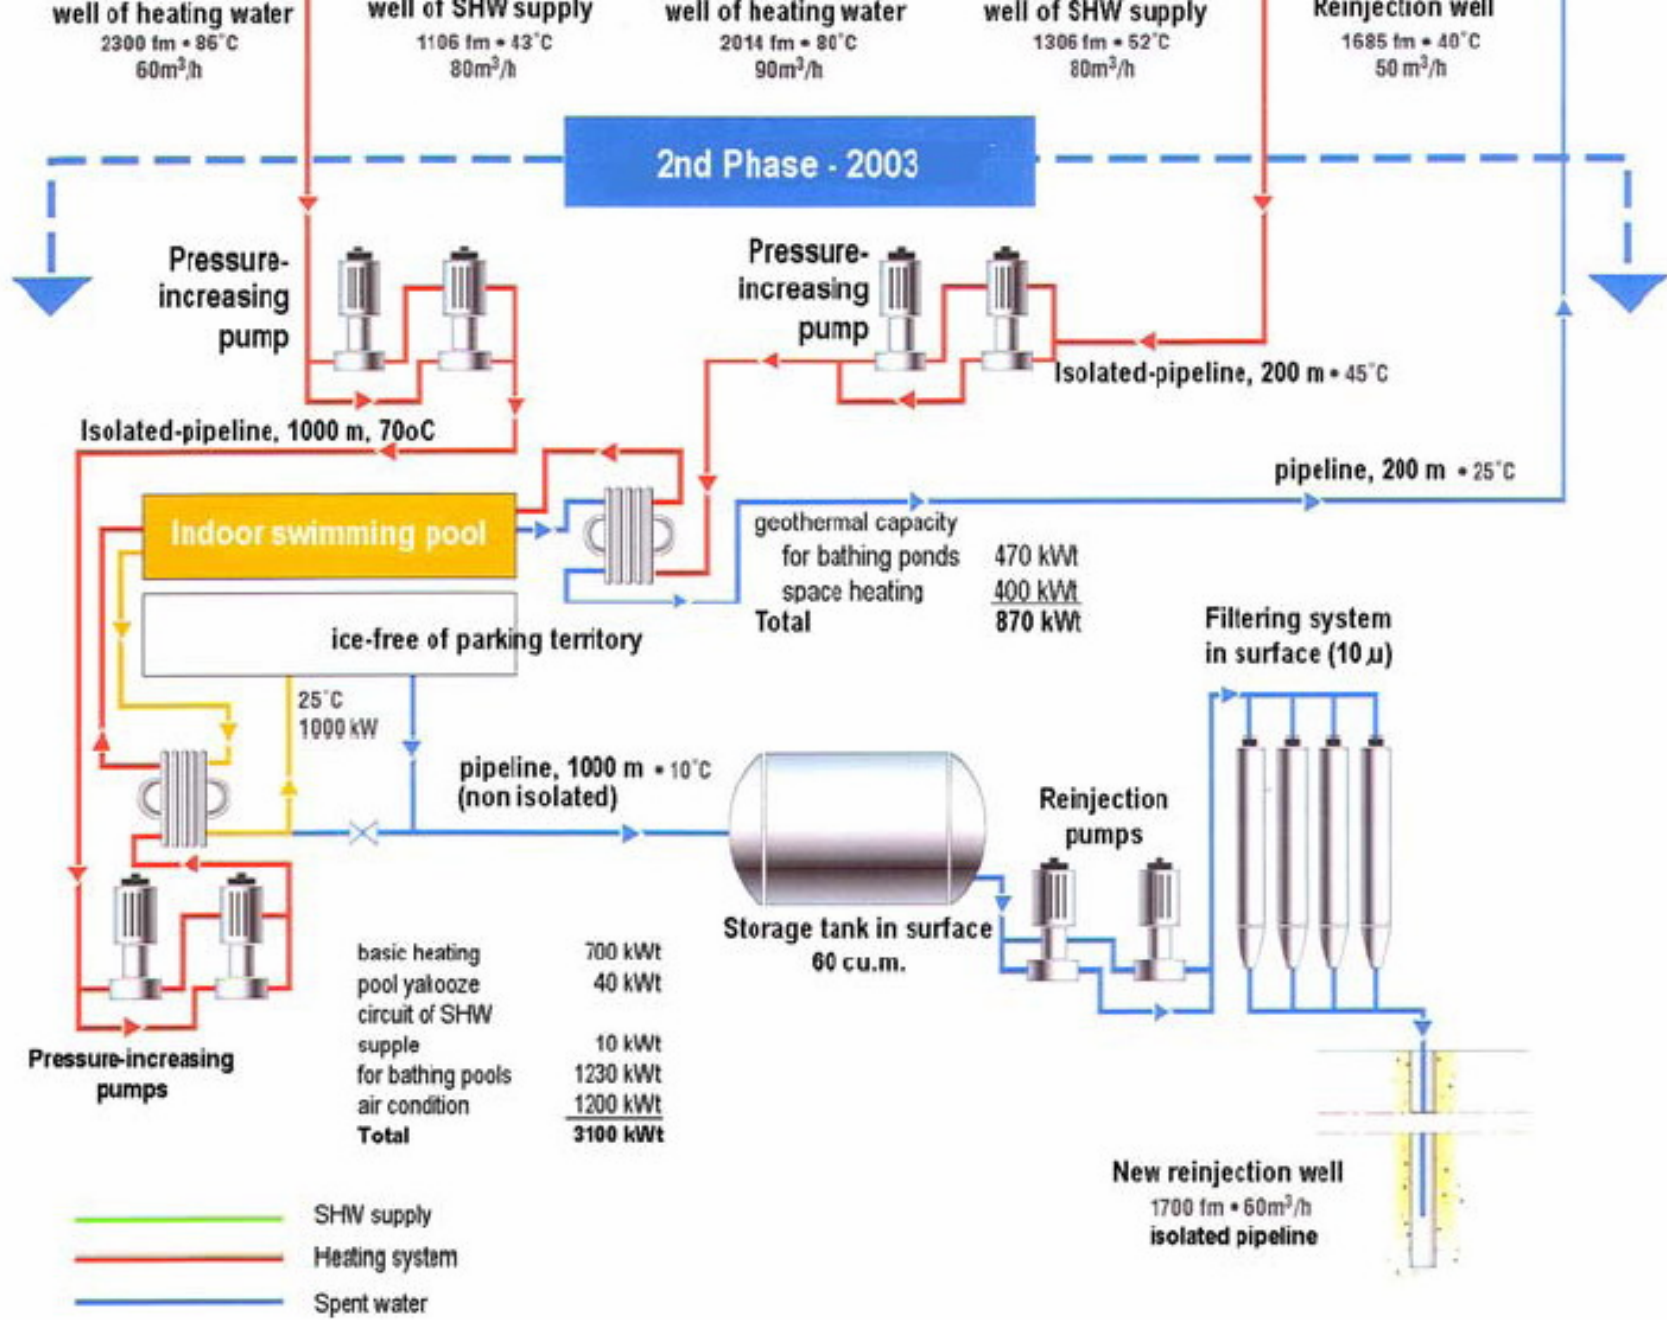 well of heating water
2300 fm • 86°C
60m³/h
well of SHW supply
1106 fm • 43°C
80m³/h
well of heating water
2014 fm • 80°C
90m³/h
well of SHW supply
1306 fm • 52°C
80m³/h
Reinjection well
1685 fm • 40°C
50 m³/h
2nd Phase - 2003
Pressure-
increasing
pump
Pressure-
increasing
pump
Isolated-pipeline, 200 m • 45°C
Isolated-pipeline, 1000 m, 70oC
pipeline, 200 m • 25°C
Indoor swimming pool
geothermal capacity
for bathing ponds 470 kWt
space heating 400 kWt
Total 870 kWt
ice-free of parking territory
25°C
1000 kW
Filtering system
in surface (10 µ)
pipeline, 1000 m • 10°C
(non isolated)
Reinjection
pumps
Storage tank in surface
60 cu.m.
basic heating 700 kWt
pool yakooze 40 kWt
circuit of SHW
supple 10 kWt
for bathing pools 1230 kWt
air condition 1200 kWt
Total 3100 kWt
Pressure-increasing
pumps
New reinjection well
1700 fm • 60m³/h
isolated pipeline
SHW supply
Heating system
Spent water